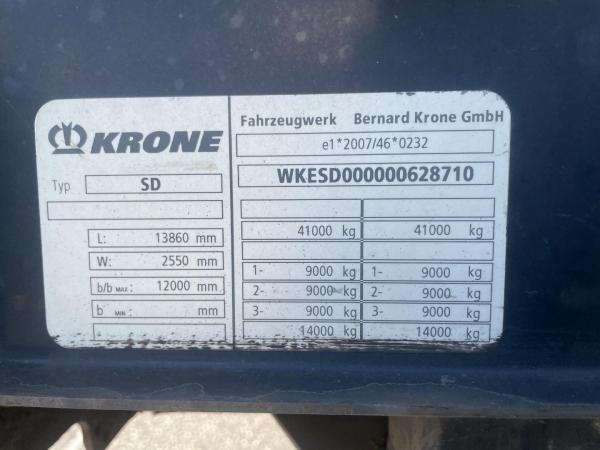 KRONE
Typ SD
L: 13860 mm
W: 2550 mm
b/b MAX: 12000 mm
b MIN: mm
Fahrzeugwerk Bernard Krone GmbH
e1*2007/46*0232
WKESD000000628710
41000 kg 41000 kg
1- 9000 kg 1- 9000 kg
2- 9000 kg 2- 9000 kg
3- 9000 kg 3- 9000 kg
14000 kg 14000 kg